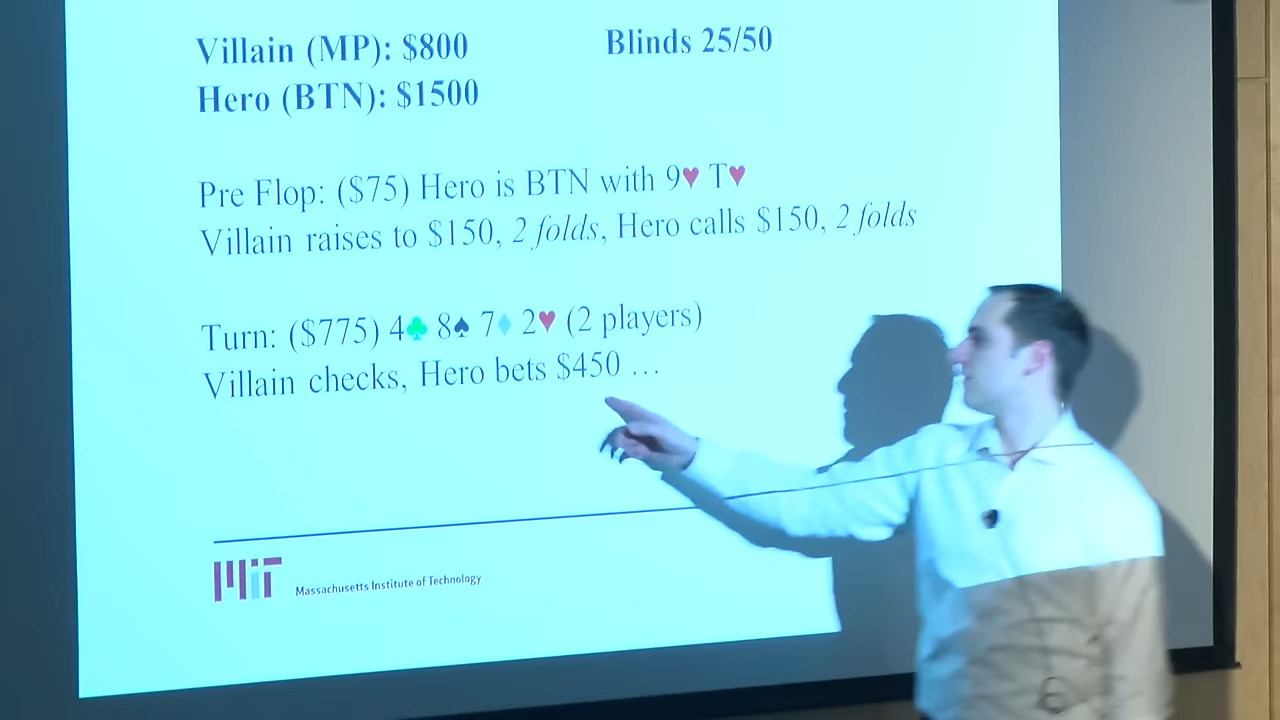 Villain (MP): $800
Blinds 25/50
Hero (BTN): $1500
Pre Flop: ($75) Hero is BTN with 9♥ T♥
Villain raises to $150, 2 folds, Hero calls $150, 2 folds
Turn: ($775) 4♣ 8♠ 7♦ 2♥ (2 players)
Villain checks, Hero bets $450 ...
MIT
Massachusetts Institute of Technology